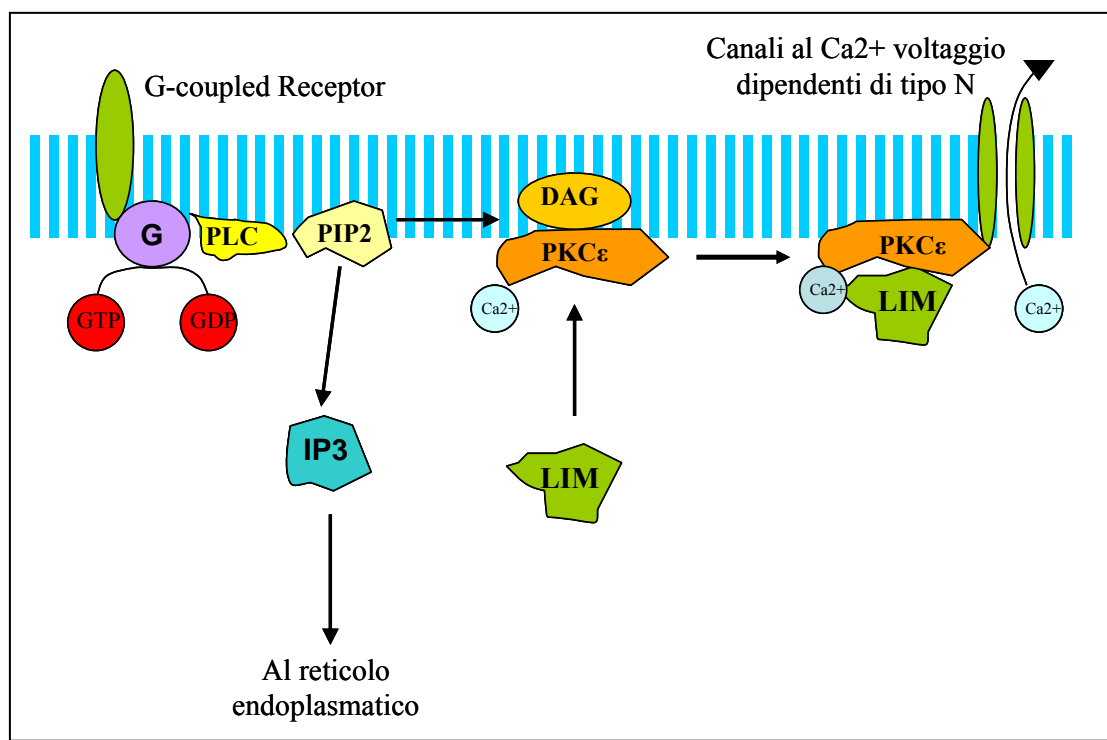 Canali al Ca2+ voltaggio
dipendenti di tipo N
G-coupled Receptor
DAG
G
PLC
PIP2
PKCε
PKCε
Ca2+
Ca2+
LIM
Ca2+
GTP
GDP
IP3
LIM
Al reticolo
endoplasmatico